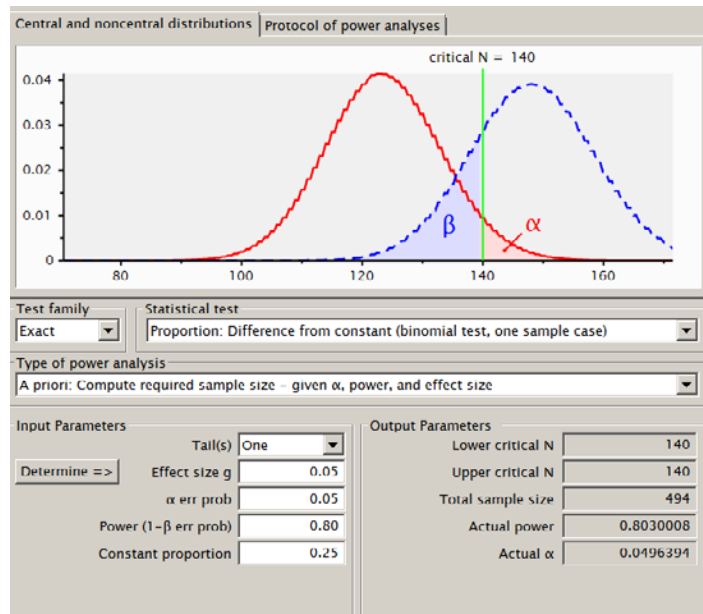 Central and noncentral distributions Protocol of power analyses
critical N = 140
0.04
0.03
0.02
0.01
0
β
α
80 100 120 140 160
Test family
Exact
Statistical test
Proportion: Difference from constant (binomial test, one sample case)
Type of power analysis
A priori: Compute required sample size – given α, power, and effect size
Input Parameters
Tail(s) One
Determine => Effect size g 0.05
α err prob 0.05
Power (1-β err prob) 0.80
Constant proportion 0.25
Output Parameters
Lower critical N 140
Upper critical N 140
Total sample size 494
Actual power 0.8030008
Actual α 0.0496394